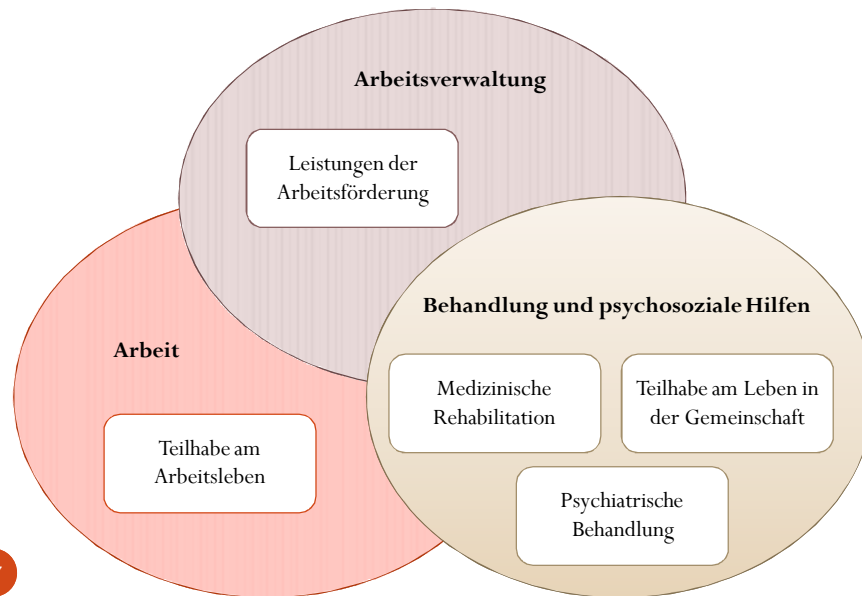 Arbeitsverwaltung
Leistungen der
Arbeitsförderung
Behandlung und psychosoziale Hilfen
Arbeit
Medizinische
Rehabilitation
Teilhabe am Leben in
der Gemeinschaft
Teilhabe am
Arbeitsleben
Psychiatrische
Behandlung